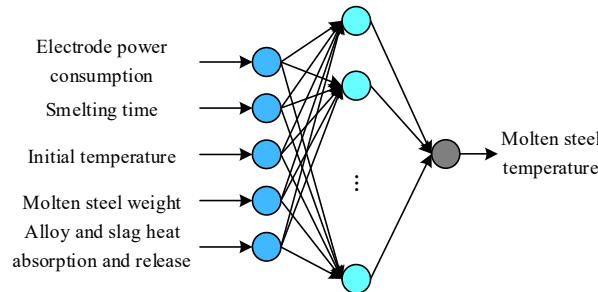 Electrode power
consumption
Smelting time
Initial temperature
Molten steel weight
Alloy and slag heat
absorption and release
...
Molten steel
temperature